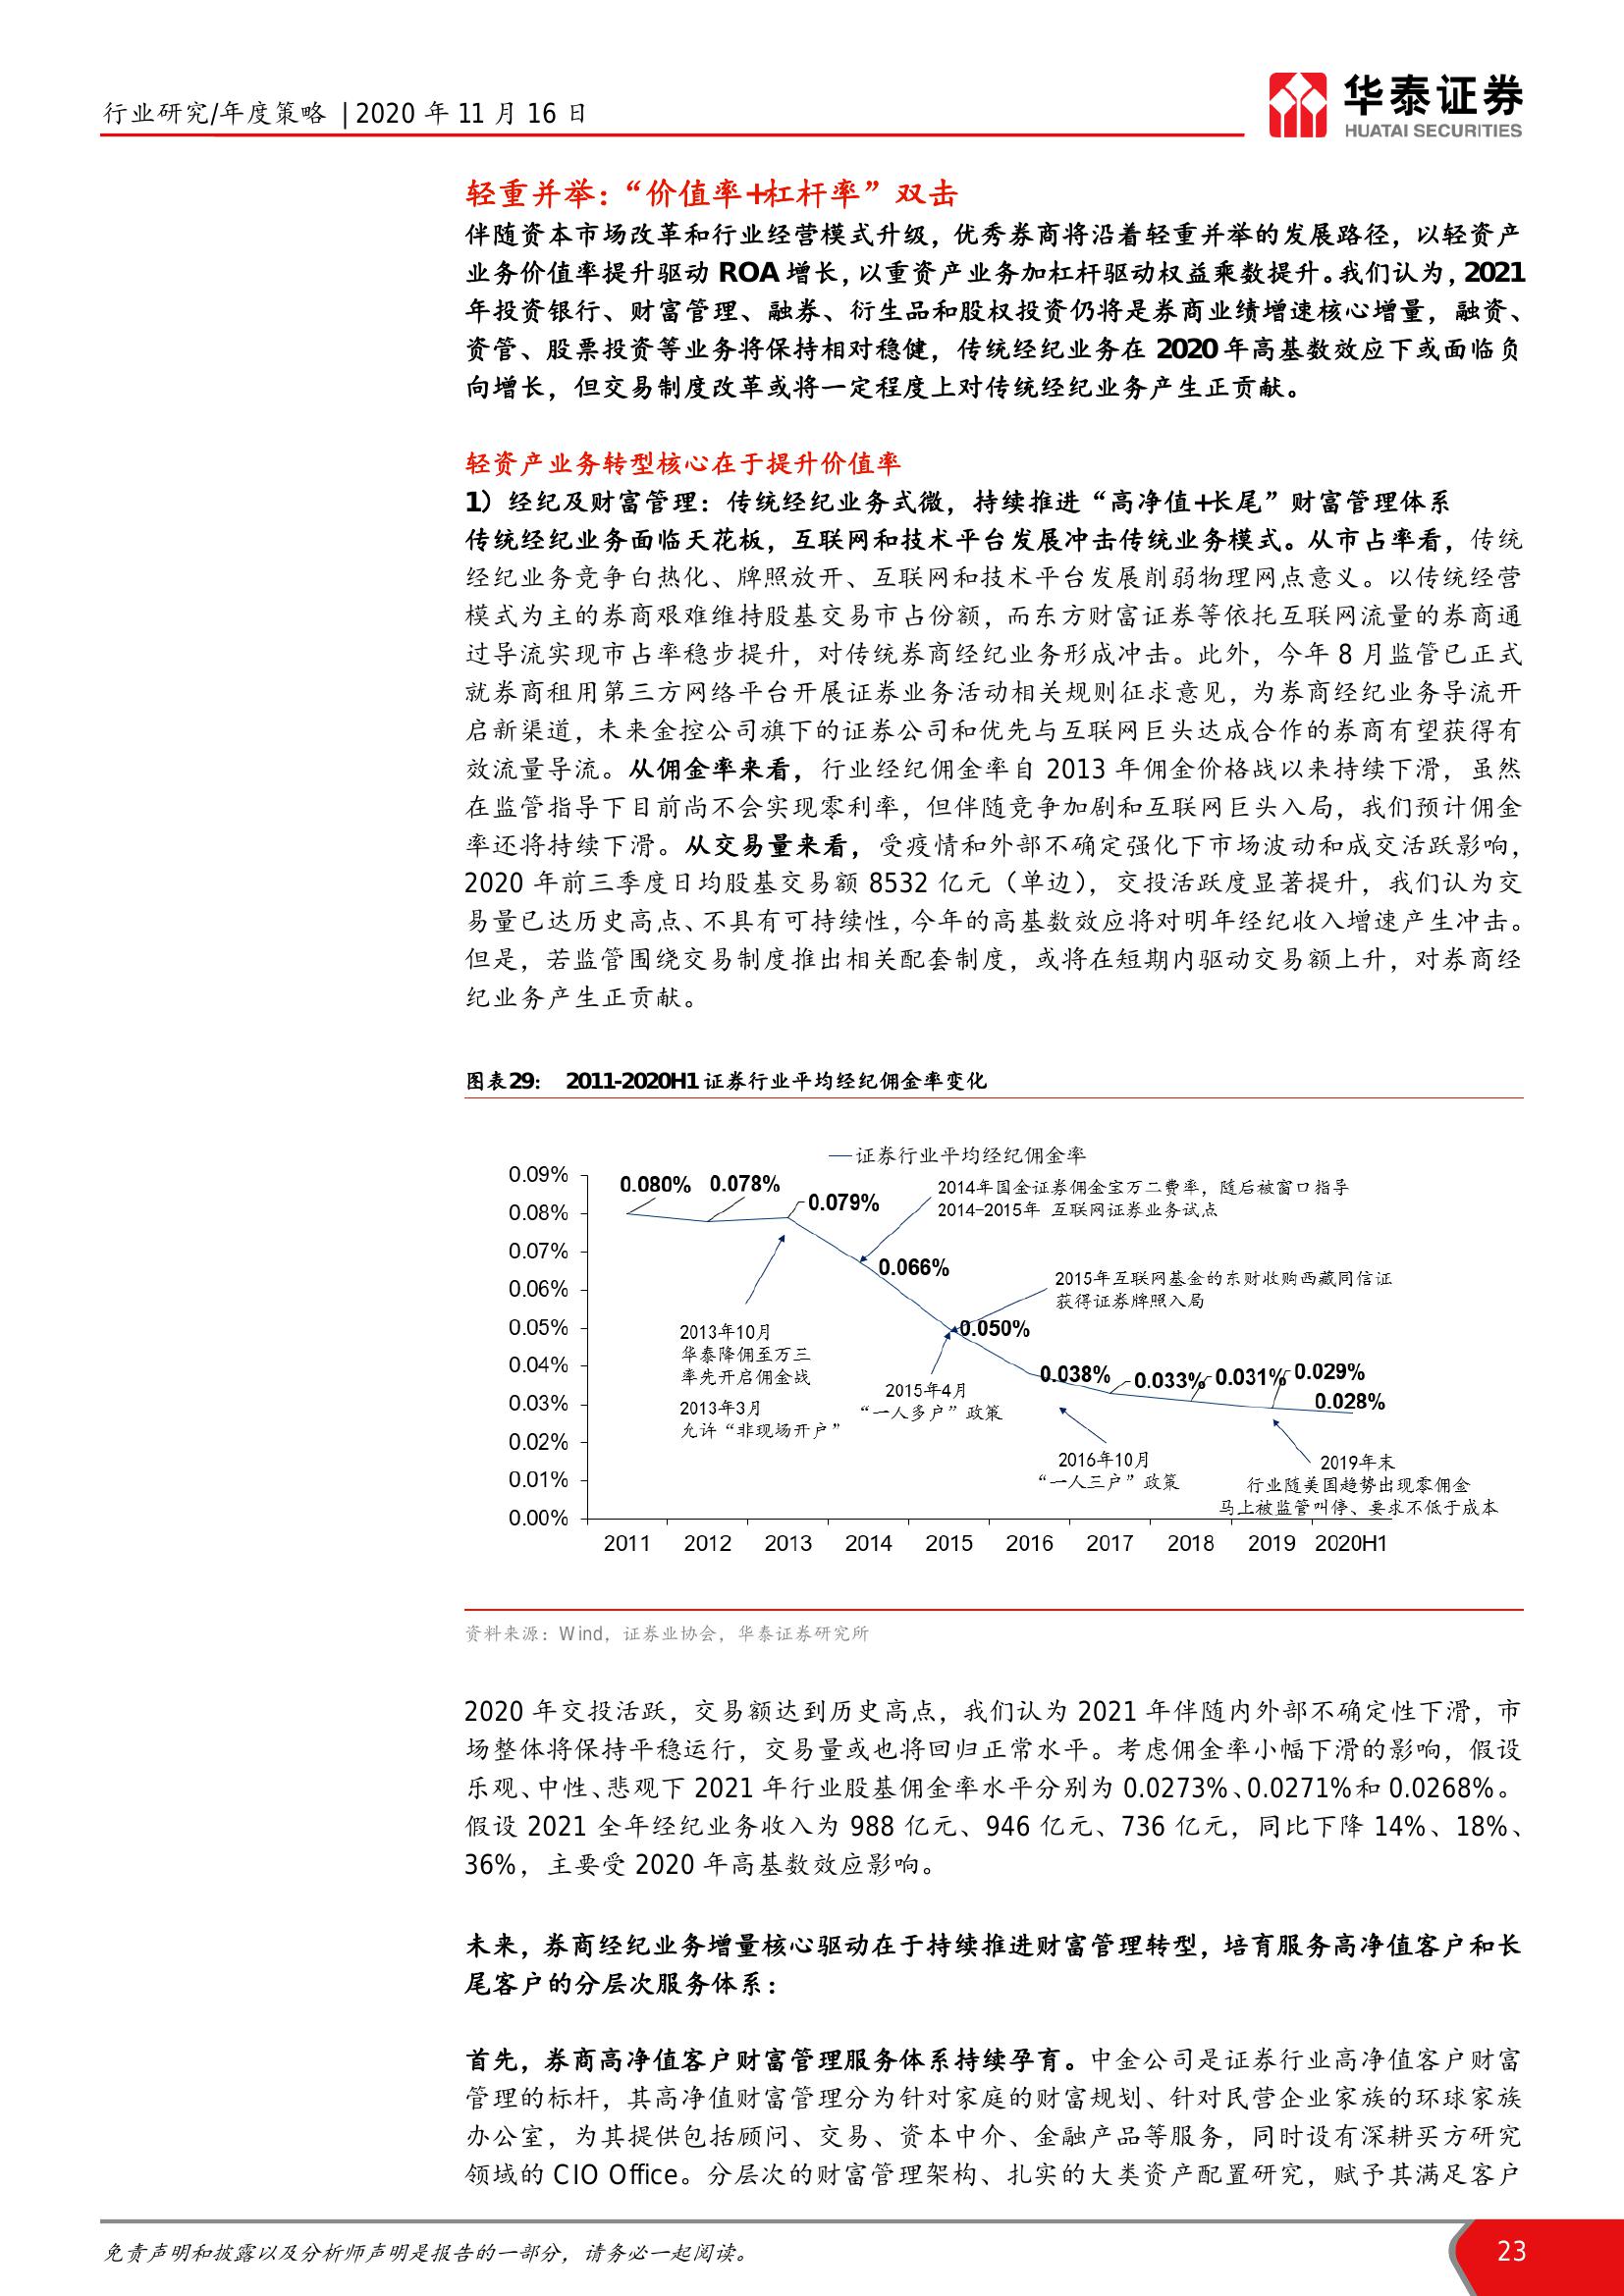 行业研究/年度策略 | 2020 年 11 月 16 日
华泰证券
HUATAI SECURITIES
轻重并举：“价值率+杠杆率”双击
伴随资本市场改革和行业经营模式升级，优秀券商将沿着轻重并举的发展路径，以轻资产
业务价值率提升驱动 ROA 增长，以重资产业务加杠杆驱动权益乘数提升。我们认为，2021
年投资银行、财富管理、融券、衍生品和股权投资仍将是券商业绩增速核心增量，融资、
资管、股票投资等业务将保持相对稳健，传统经纪业务在 2020 年高基数效应下或面临负
向增长，但交易制度改革或将一定程度上对传统经纪业务产生正贡献。
轻资产业务转型核心在于提升价值率
1）经纪及财富管理：传统经纪业务式微，持续推进“高净值+长尾”财富管理体系
传统经纪业务面临天花板，互联网和技术平台发展冲击传统业务模式。从市占率看，传统
经纪业务竞争白热化、牌照放开、互联网和技术平台发展削弱物理网点意义。以传统经营
模式为主的券商艰难维持股基交易市占份额，而东方财富证券等依托互联网流量的券商通
过导流实现市占率稳步提升，对传统券商经纪业务形成冲击。此外，今年 8 月监管已正式
就券商租用第三方网络平台开展证券业务活动相关规则征求意见，为券商经纪业务导流开
启新渠道，未来金控公司旗下的证券公司和优先与互联网巨头达成合作的券商有望获得有
效流量导流。从佣金率来看，行业经纪佣金率自 2013 年佣金价格战以来持续下滑，虽然
在监管指导下目前尚不会实现零利率，但伴随竞争加剧和互联网巨头入局，我们预计佣金
率还将持续下滑。从交易量来看，受疫情和外部不确定强化下市场波动和成交活跃影响，
2020 年前三季度日均股基交易额 8532 亿元（单边），交投活跃度显著提升，我们认为交
易量已达历史高点、不具有可持续性，今年的高基数效应将对明年经纪收入增速产生冲击。
但是，若监管围绕交易制度推出相关配套制度，或将在短期内驱动交易额上升，对券商经
纪业务产生正贡献。
图表29： 2011-2020H1 证券行业平均经纪佣金率变化
证券行业平均经纪佣金率
0.09%
0.08%
0.07%
0.06%
0.05%
0.04%
0.03%
0.02%
0.01%
0.00%
0.080%
0.078%
0.079%
0.066%
0.050%
0.038%
0.033%
0.031%
0.029%
0.028%
2014年国金证券佣金宝万二费率，随后被窗口指导
2014-2015年 互联网证券业务试点
2015年互联网基金的东财收购西藏同信证
获得证券牌照入局
2013年10月
华泰降佣至万三
率先开启佣金战
2013年3月
允许“非现场开户”
2015年4月
“一人多户”政策
2016年10月
“一人三户”政策
2019年末
行业随美国趋势出现零佣金
马上被监管叫停、要求不低于成本
2011 2012 2013 2014 2015 2016 2017 2018 2019 2020H1
资料来源：Wind，证券业协会，华泰证券研究所
2020 年交投活跃，交易额达到历史高点，我们认为 2021 年伴随内外部不确定性下滑，市
场整体将保持平稳运行，交易量或也将回归正常水平。考虑佣金率小幅下滑的影响，假设
乐观、中性、悲观下 2021 年行业股基佣金率水平分别为 0.0273%、0.0271%和 0.0268%。
假设 2021 全年经纪业务收入为 988 亿元、946 亿元、736 亿元，同比下降 14%、18%、
36%，主要受 2020 年高基数效应影响。
未来，券商经纪业务增量核心驱动在于持续推进财富管理转型，培育服务高净值客户和长
尾客户的分层次服务体系：
首先，券商高净值客户财富管理服务体系持续孕育。中金公司是证券行业高净值客户财富
管理的标杆，其高净值财富管理分为针对家庭的财富规划、针对民营企业家族的环球家族
办公室，为其提供包括顾问、交易、资本中介、金融产品等服务，同时设有深耕买方研究
领域的 CIO Office。分层次的财富管理架构、扎实的大类资产配置研究，赋予其满足客户
免责声明和披露以及分析师声明是报告的一部分，请务必一起阅读。
23